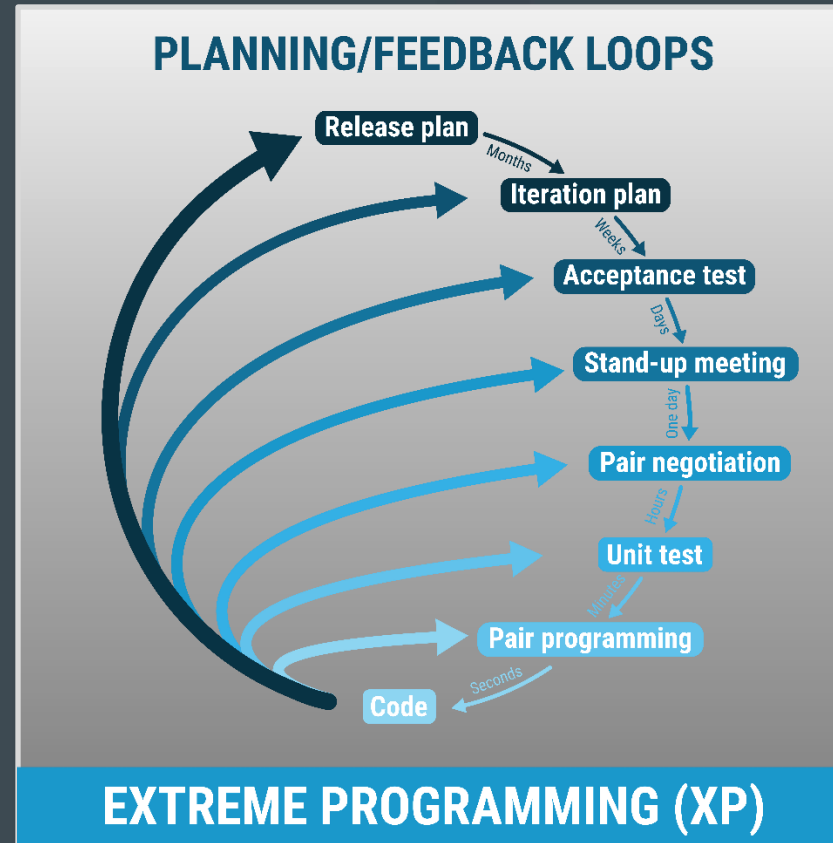 PLANNING/FEEDBACK LOOPS
Release plan
Months
Iteration plan
Weeks
Acceptance test
Days
Stand-up meeting
One day
Pair negotiation
Hours
Unit test
Minutes
Pair programming
Seconds
Code
EXTREME PROGRAMMING (XP)